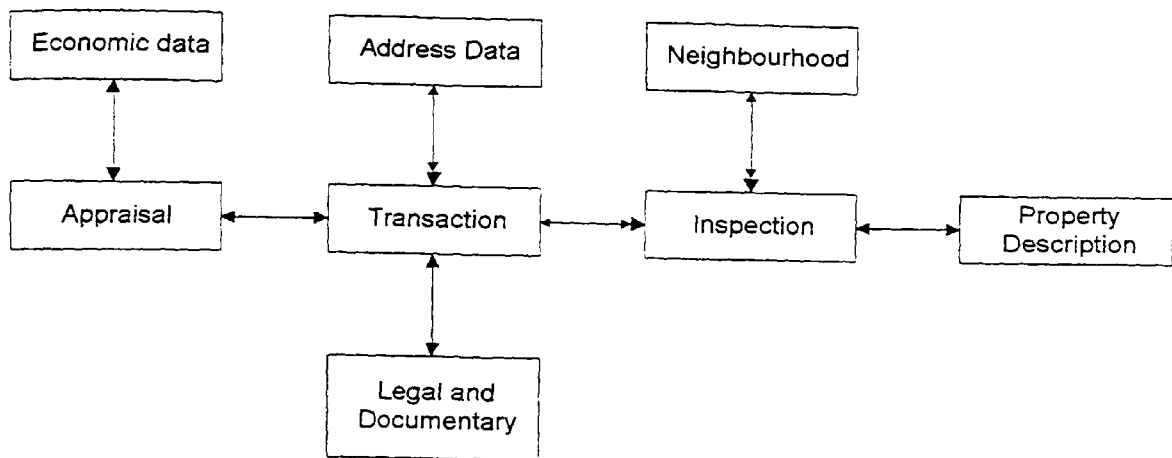 Economic data
Address Data
Neighbourhood
Appraisal
Transaction
Inspection
Property
Description
Legal and
Documentary